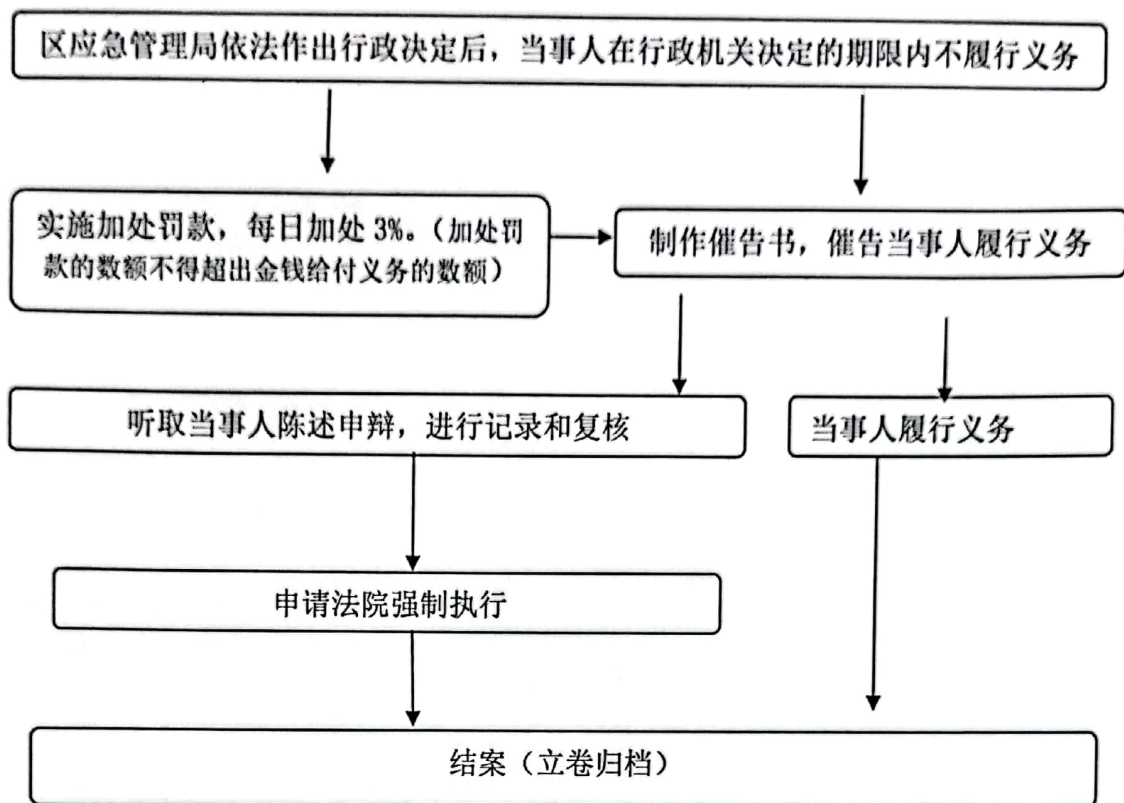 区应急管理局依法作出行政决定后，当事人在行政机关决定的期限内不履行义务
实施加处罚款，每日加处 3%。（加处罚
款的数额不得超出金钱给付义务的数额）
制作催告书，催告当事人履行义务
听取当事人陈述申辩，进行记录和复核
当事人履行义务
申请法院强制执行
结案（立卷归档）